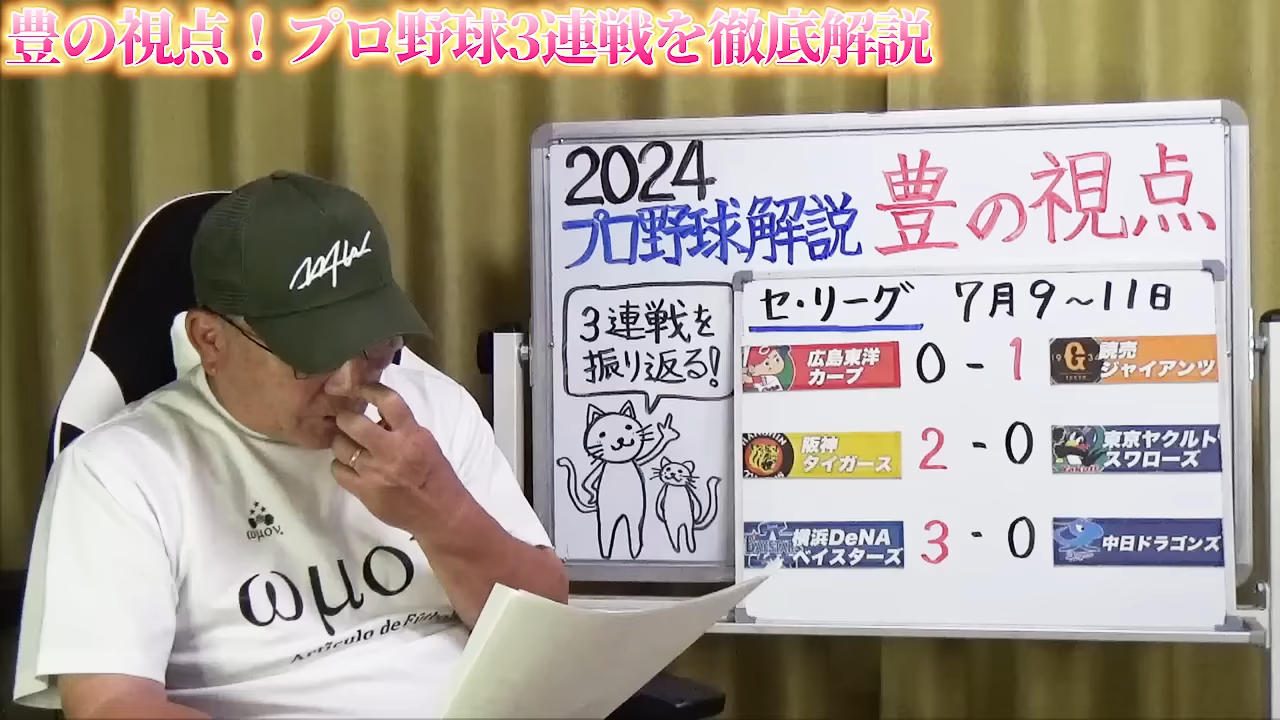 豊の視点！プロ野球3連戦を徹底解説
2024
プロ野球解説 豊の視点
3連戦を
振り返る!
セ・リーグ 7月9～11日
広島東洋
カープ
0 - 1
読売
ジャイアンツ
阪神
タイガース
2 - 0
東京ヤクルト
スワローズ
横浜DeNA
ベイスターズ
3 - 0
中日ドラゴンズ
ωμον.
ωμο
Artículo de Fútbol